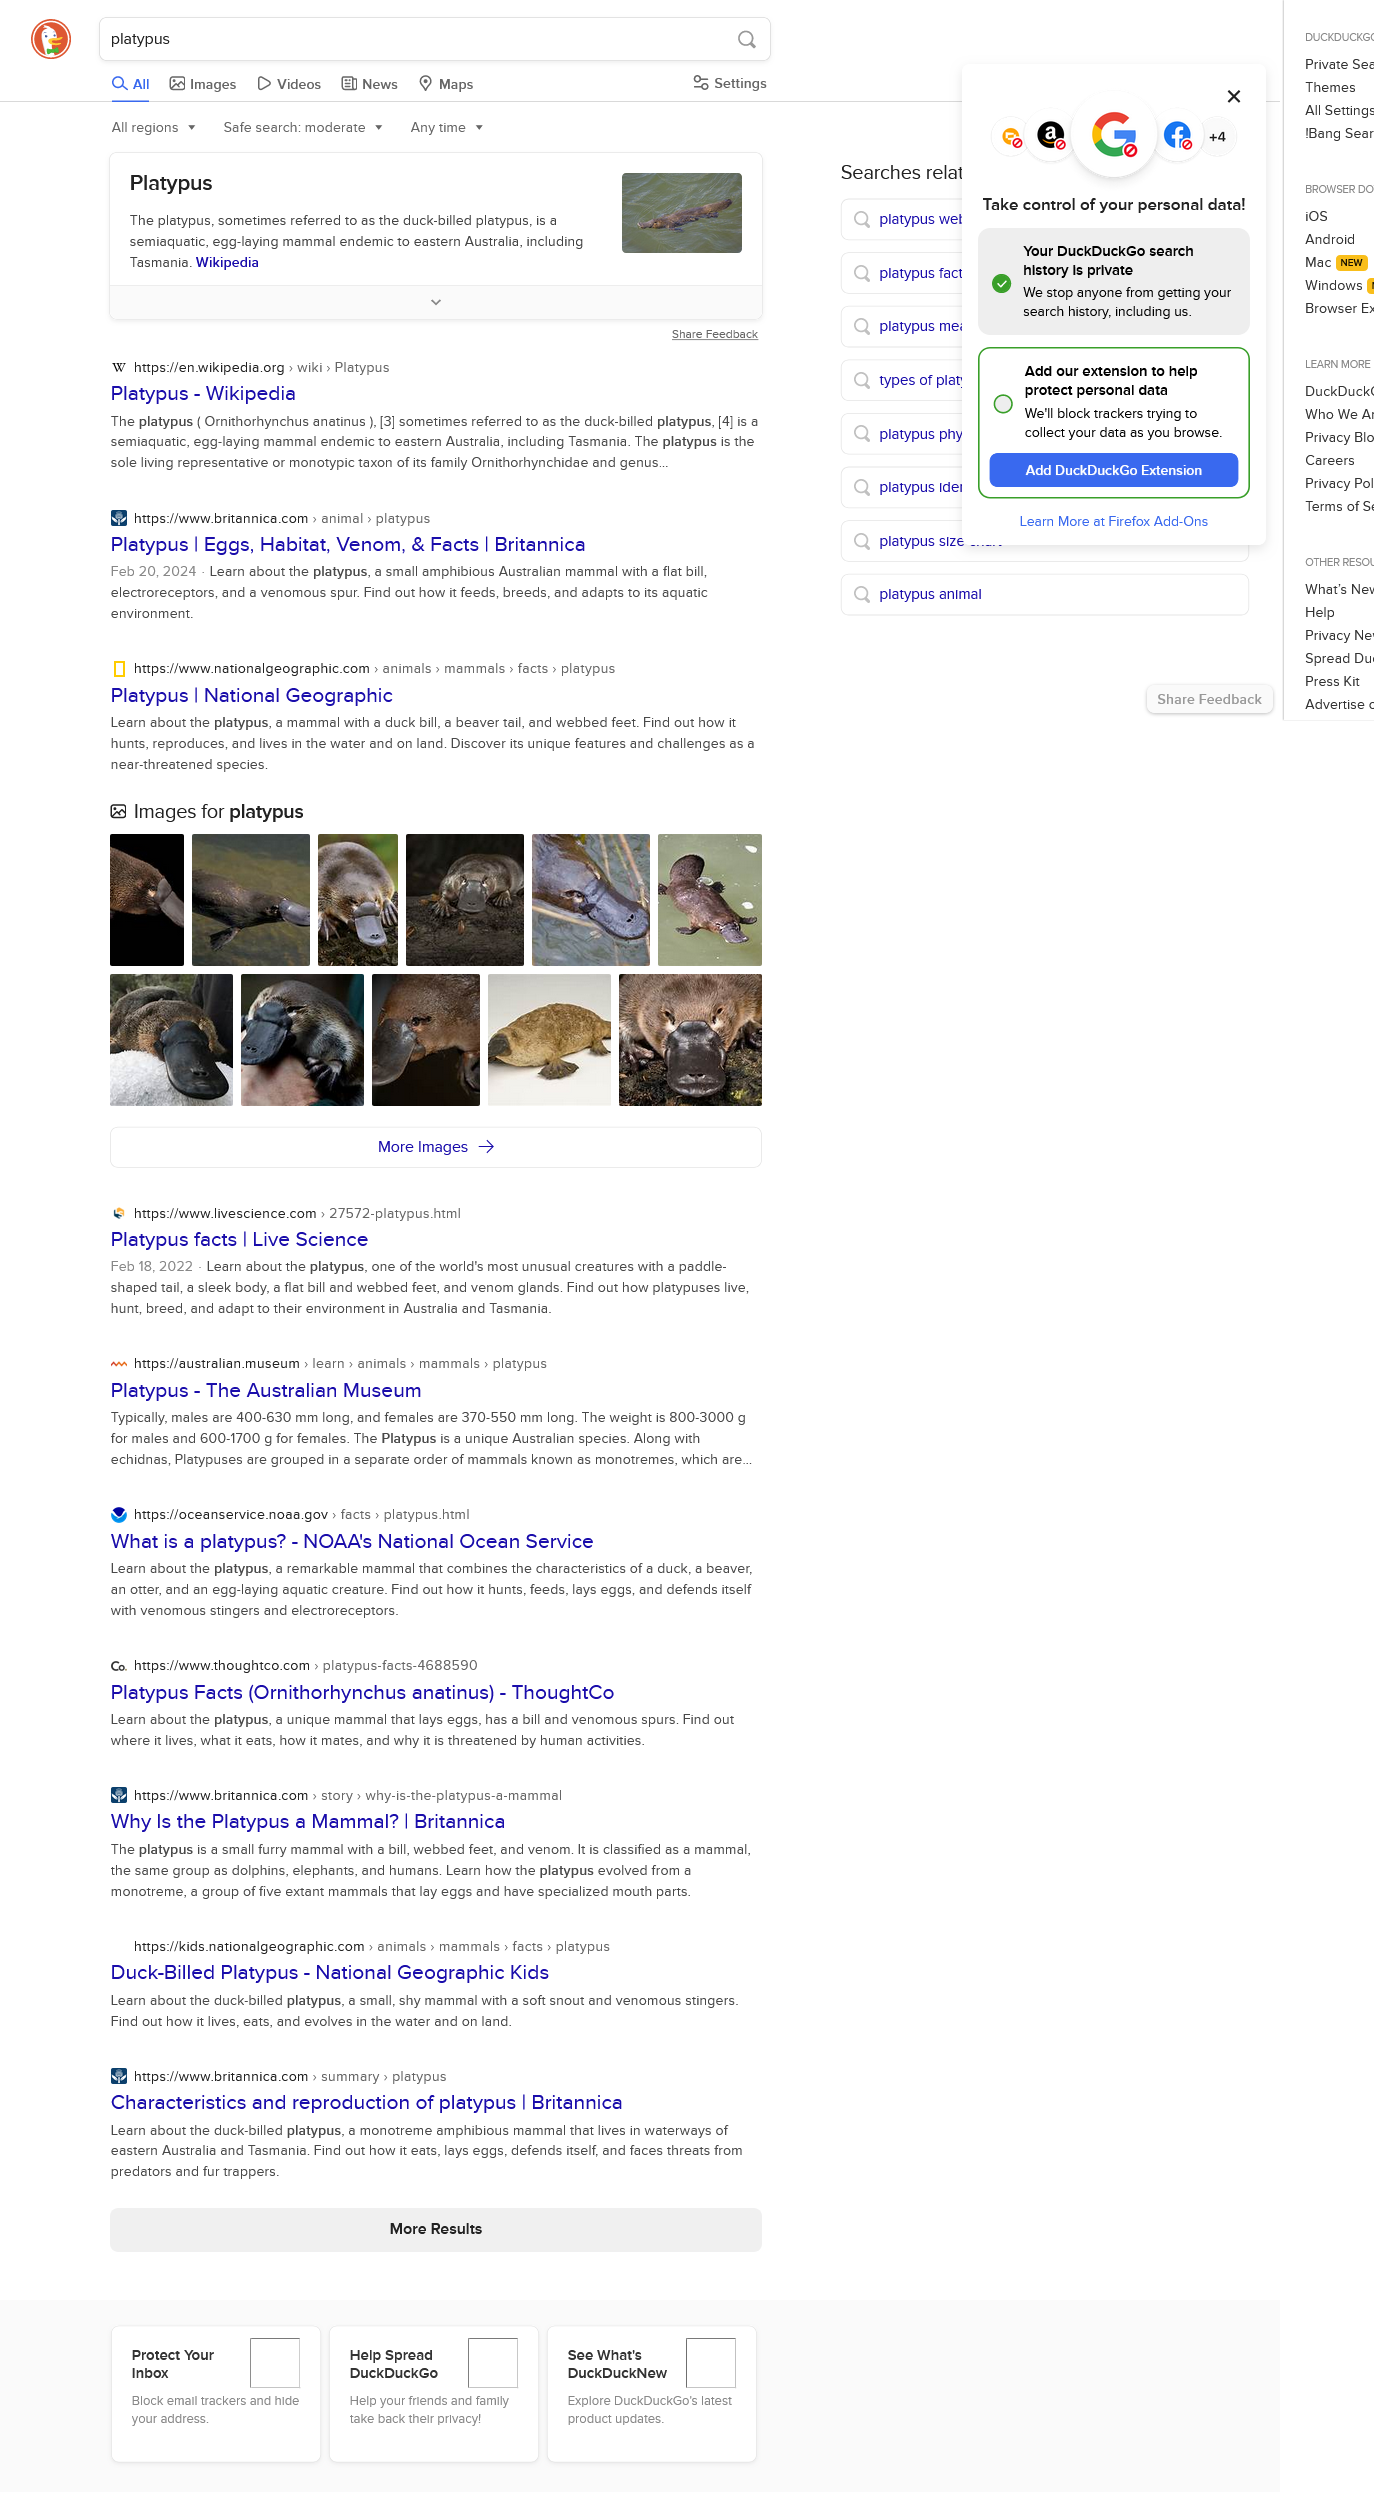 platypus
All
Images
Videos
News
Maps
Settings
All regions
Safe search: moderate
Any time
Platypus
The platypus, sometimes referred to as the duck-billed platypus, is a
semiaquatic, egg-laying mammal endemic to eastern Australia, including
Tasmania. Wikipedia
Share Feedback
W https://en.wikipedia.org › wiki › Platypus
Platypus - Wikipedia
The platypus ( Ornithorhynchus anatinus ), [3] sometimes referred to as the duck-billed platypus, [4] is a
semiaquatic, egg-laying mammal endemic to eastern Australia, including Tasmania. The platypus is the
sole living representative or monotypic taxon of its family Ornithorhynchidae and genus...
https://www.britannica.com › animal › platypus
Platypus | Eggs, Habitat, Venom, & Facts | Britannica
Feb 20, 2024 · Learn about the platypus, a small amphibious Australian mammal with a flat bill,
electroreceptors, and a venomous spur. Find out how it feeds, breeds, and adapts to its aquatic
environment.
https://www.nationalgeographic.com › animals › mammals › facts › platypus
Platypus | National Geographic
Learn about the platypus, a mammal with a duck bill, a beaver tail, and webbed feet. Find out how it
hunts, reproduces, and lives in the water and on land. Discover its unique features and challenges as a
near-threatened species.
Images for platypus
More Images
https://www.livescience.com › 27572-platypus.html
Platypus facts | Live Science
Feb 18, 2022 · Learn about the platypus, one of the world's most unusual creatures with a paddle-
shaped tail, a sleek body, a flat bill and webbed feet, and venom glands. Find out how platypuses live,
hunt, breed, and adapt to their environment in Australia and Tasmania.
https://australian.museum › learn › animals › mammals › platypus
Platypus - The Australian Museum
Typically, males are 400-630 mm long, and females are 370-550 mm long. The weight is 800-3000 g
for males and 600-1700 g for females. The Platypus is a unique Australian species. Along with
echidnas, Platypuses are grouped in a separate order of mammals known as monotremes, which are...
https://oceanservice.noaa.gov › facts › platypus.html
What is a platypus? - NOAA's National Ocean Service
Learn about the platypus, a remarkable mammal that combines the characteristics of a duck, a beaver,
an otter, and an egg-laying aquatic creature. Find out how it hunts, feeds, lays eggs, and defends itself
with venomous stingers and electroreceptors.
Co. https://www.thoughtco.com › platypus-facts-4688590
Platypus Facts (Ornithorhynchus anatinus) - ThoughtCo
Learn about the platypus, a unique mammal that lays eggs, has a bill and venomous spurs. Find out
where it lives, what it eats, how it mates, and why it is threatened by human activities.
https://www.britannica.com › story › why-is-the-platypus-a-mammal
Why Is the Platypus a Mammal? | Britannica
The platypus is a small furry mammal with a bill, webbed feet, and venom. It is classified as a mammal,
the same group as dolphins, elephants, and humans. Learn how the platypus evolved from a
monotreme, a group of five extant mammals that lay eggs and have specialized mouth parts.
https://kids.nationalgeographic.com › animals › mammals › facts › platypus
Duck-Billed Platypus - National Geographic Kids
Learn about the duck-billed platypus, a small, shy mammal with a soft snout and venomous stingers.
Find out how it lives, eats, and evolves in the water and on land.
https://www.britannica.com › summary › platypus
Characteristics and reproduction of platypus | Britannica
Learn about the duck-billed platypus, a monotreme amphibious mammal that lives in waterways of
eastern Australia and Tasmania. Find out how it eats, lays eggs, defends itself, and faces threats from
predators and fur trappers.
More Results
Protect Your
Inbox
Block email trackers and hide
your address.
Help Spread
DuckDuckGo
Help your friends and family
take back their privacy!
See What's
DuckDuckNew
Explore DuckDuckGo's latest
product updates.
Searches relat
platypus web
platypus fact
platypus mea
types of platy
platypus phy
platypus iden
platypus size chart
platypus animal
Share Feedback
+4
Take control of your personal data!
Your DuckDuckGo search
history is private
We stop anyone from getting your
search history, including us.
Add our extension to help
protect personal data
We'll block trackers trying to
collect your data as you browse.
Add DuckDuckGo Extension
Learn More at Firefox Add-Ons
DUCKDUCKGO
Private Sea
Themes
All Settings
!Bang Sear
BROWSER DO
iOS
Android
Mac NEW
Windows
Browser Ex
LEARN MORE
DuckDuckG
Who We Ar
Privacy Blo
Careers
Privacy Pol
Terms of Se
OTHER RESOU
What's New
Help
Privacy New
Spread Duc
Press Kit
Advertise o